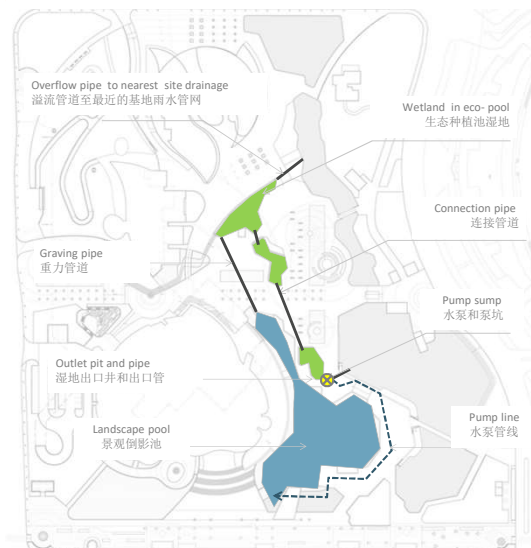 Overflow pipe to nearest site drainage
溢流管道至最近的基地雨水管网
Wetland in eco- pool
生态种植池湿地
Connection pipe
连接管道
Graving pipe
重力管道
Pump sump
水泵和泵坑
Outlet pit and pipe
湿地出口井和出口管
Landscape pool
景观倒影池
Pump line
水泵管线